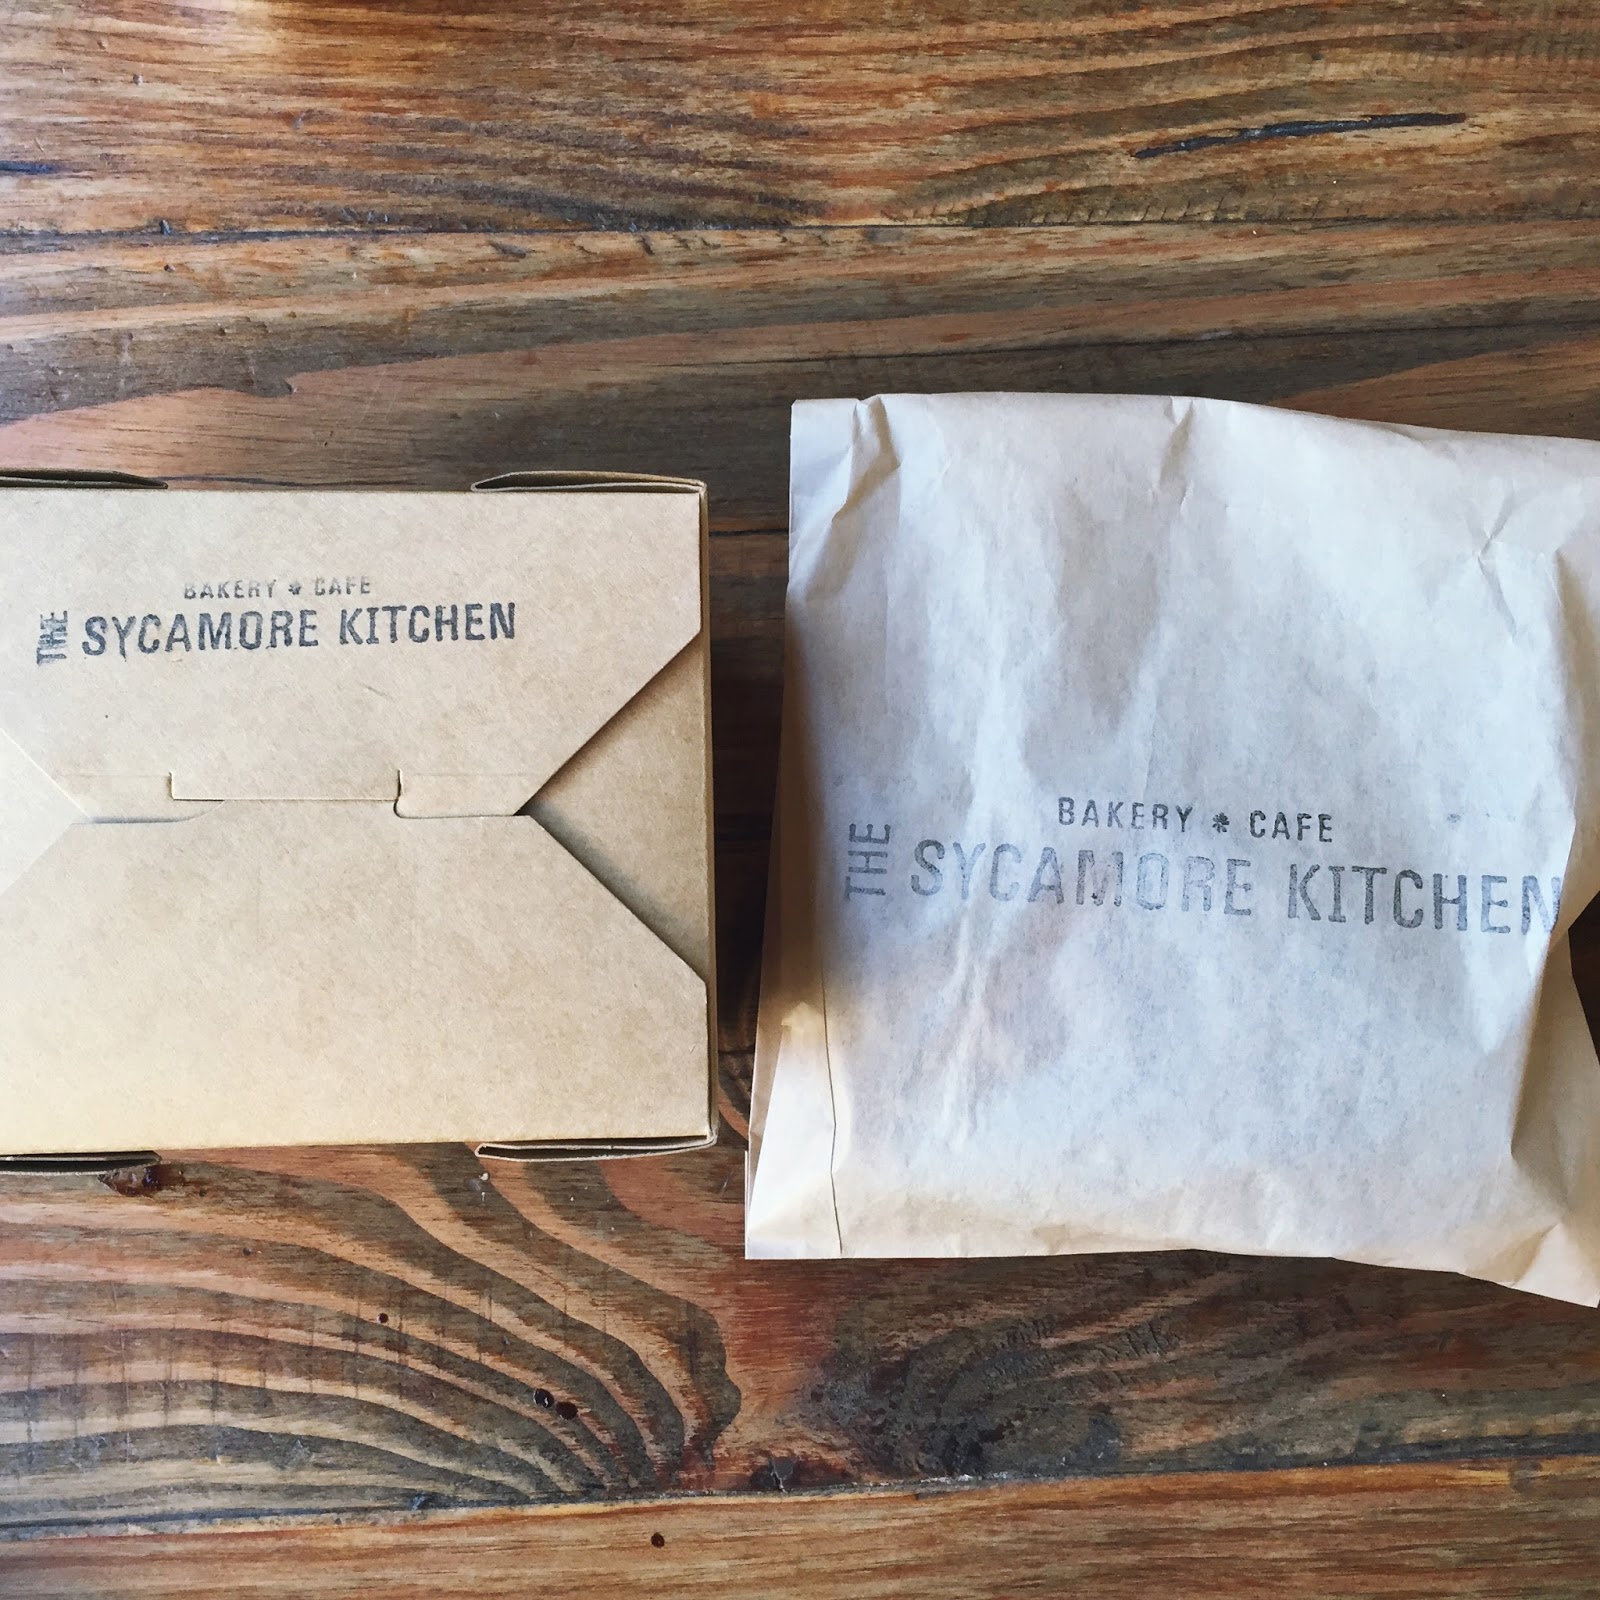 BAKERY * CAFE
THE SYCAMORE KITCHEN
BAKERY * CAFE
THE SYCAMORE KITCHEN